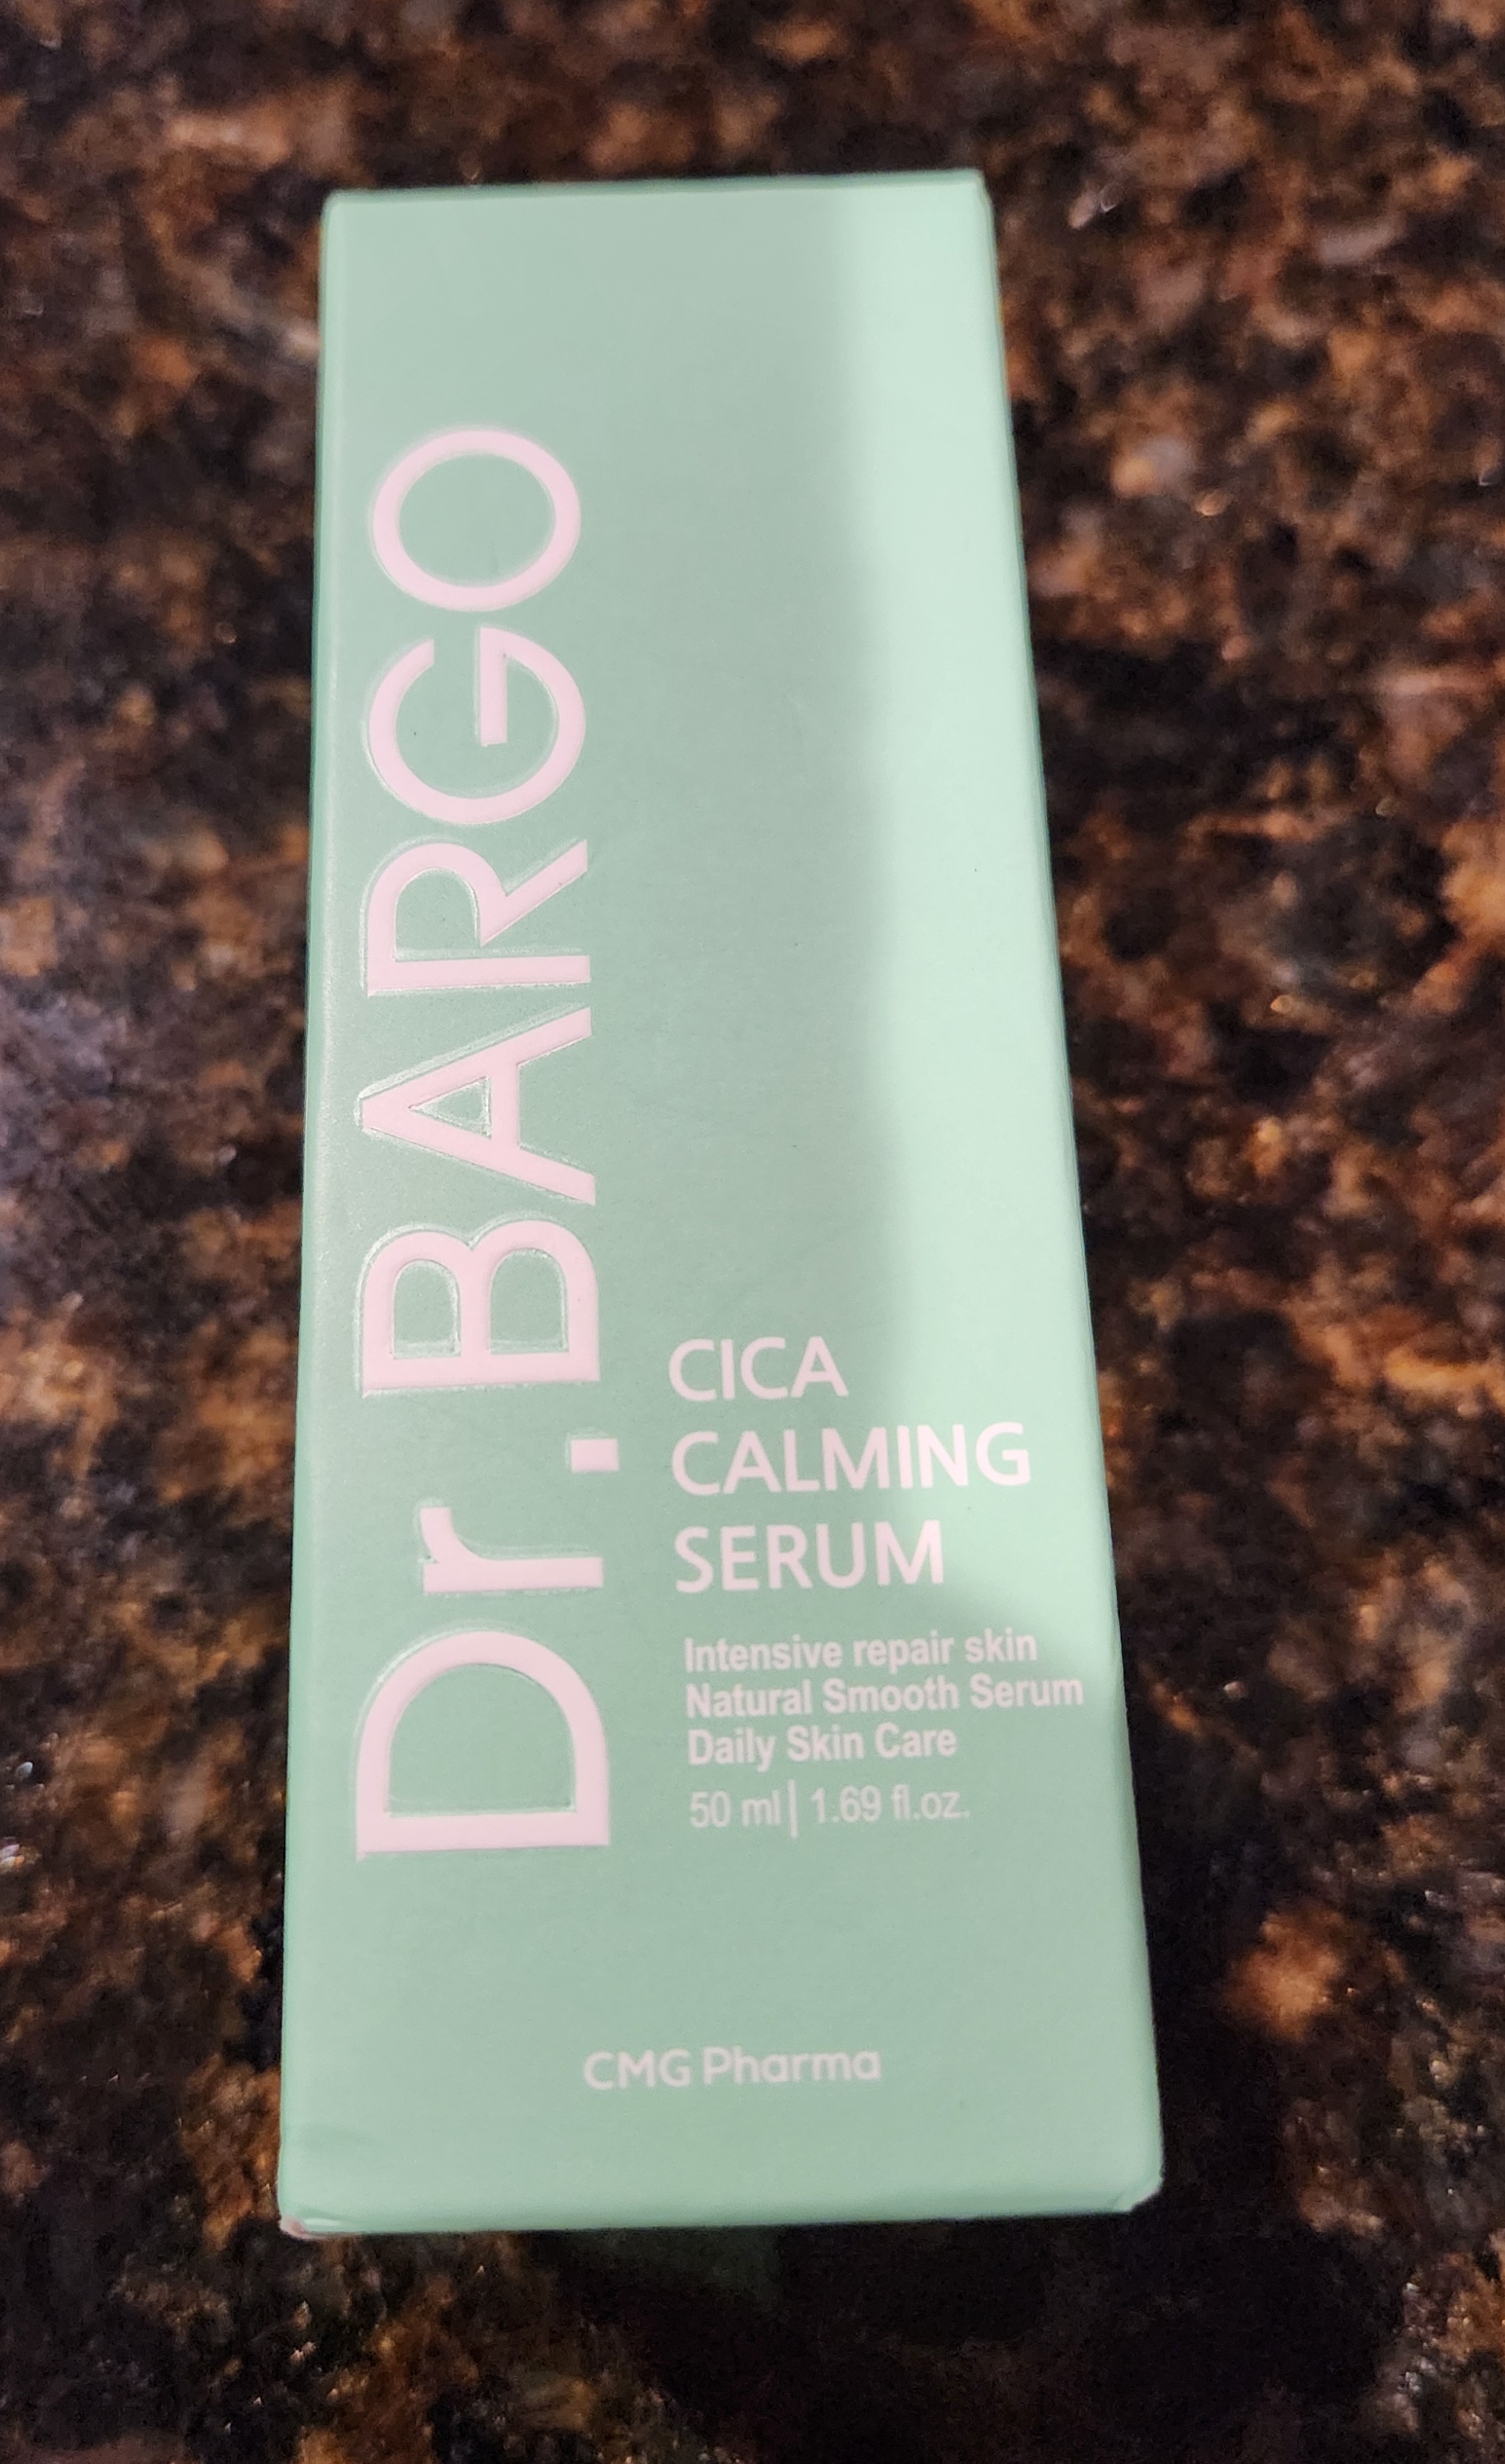 Dr.BARGO
CICA
CALMING
SERUM
Intensive repair skin
Natural Smooth Serum
Daily Skin Care
50 ml | 1.69 fl.oz.
CMG Pharma